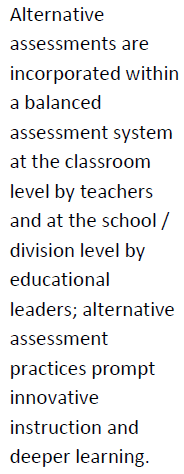 Alternative
assessments are
incorporated within
a balanced
assessment system
at the classroom
level by teachers
and at the school /
division level by
educational
leaders; alternative
assessment
practices prompt
innovative
instruction and
deeper learning.